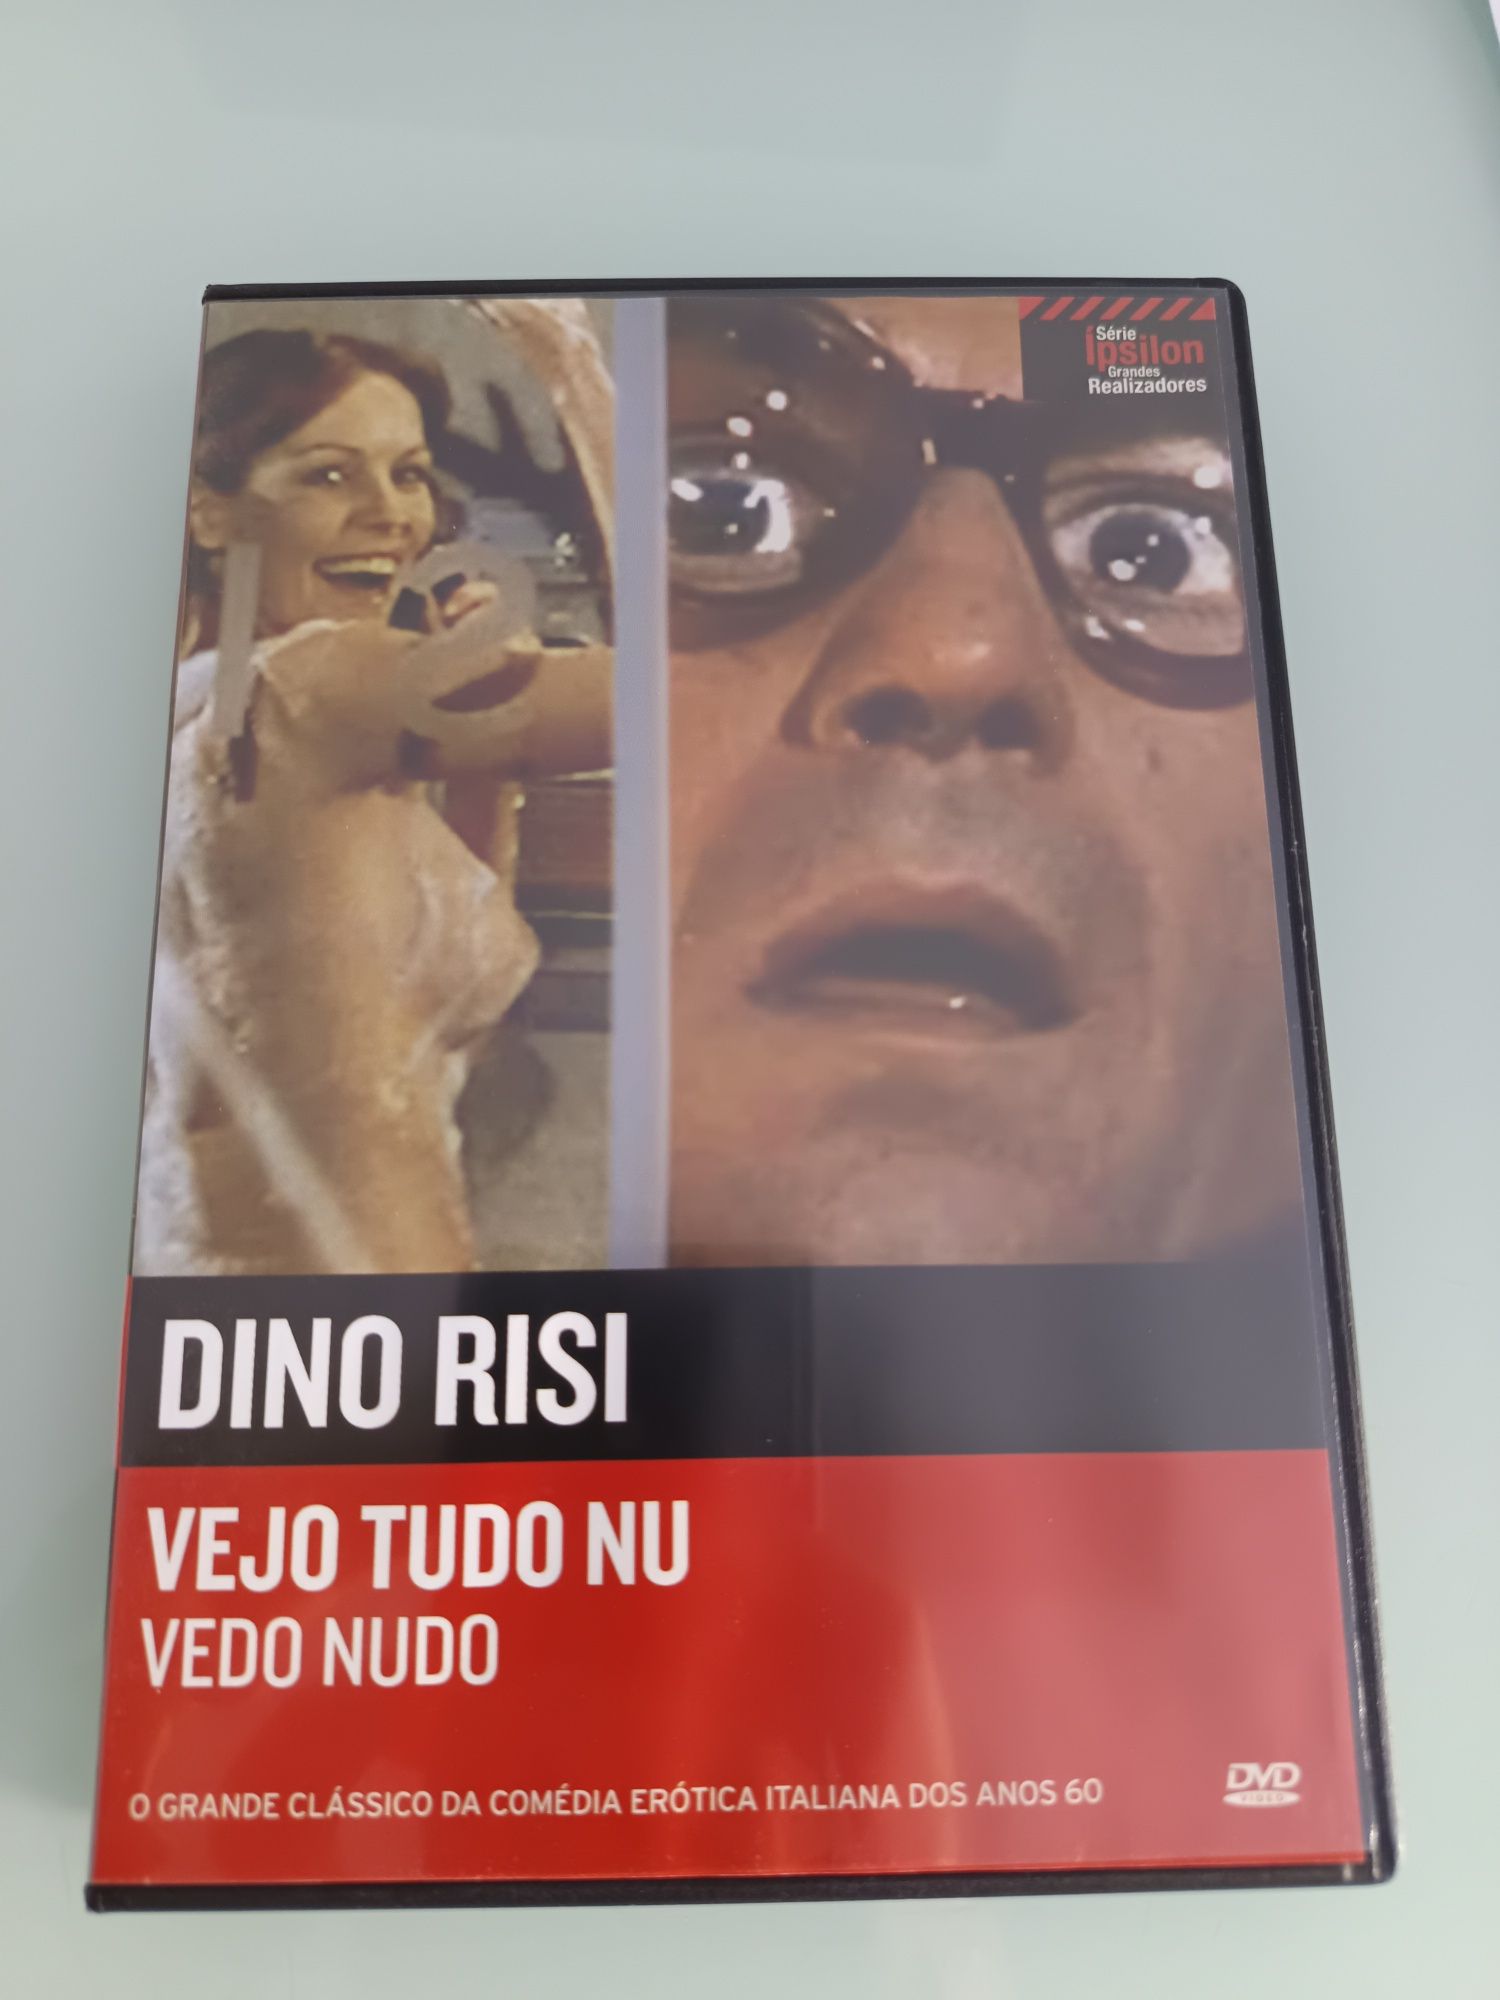 Série
Ípsilon
Grandes
Realizadores
DINO RISI
VEJO TUDO NU
VEDO NUDO
O GRANDE CLÁSSICO DA COMÉDIA ERÓTICA ITALIANA DOS ANOS 60
DVD
VIDEO